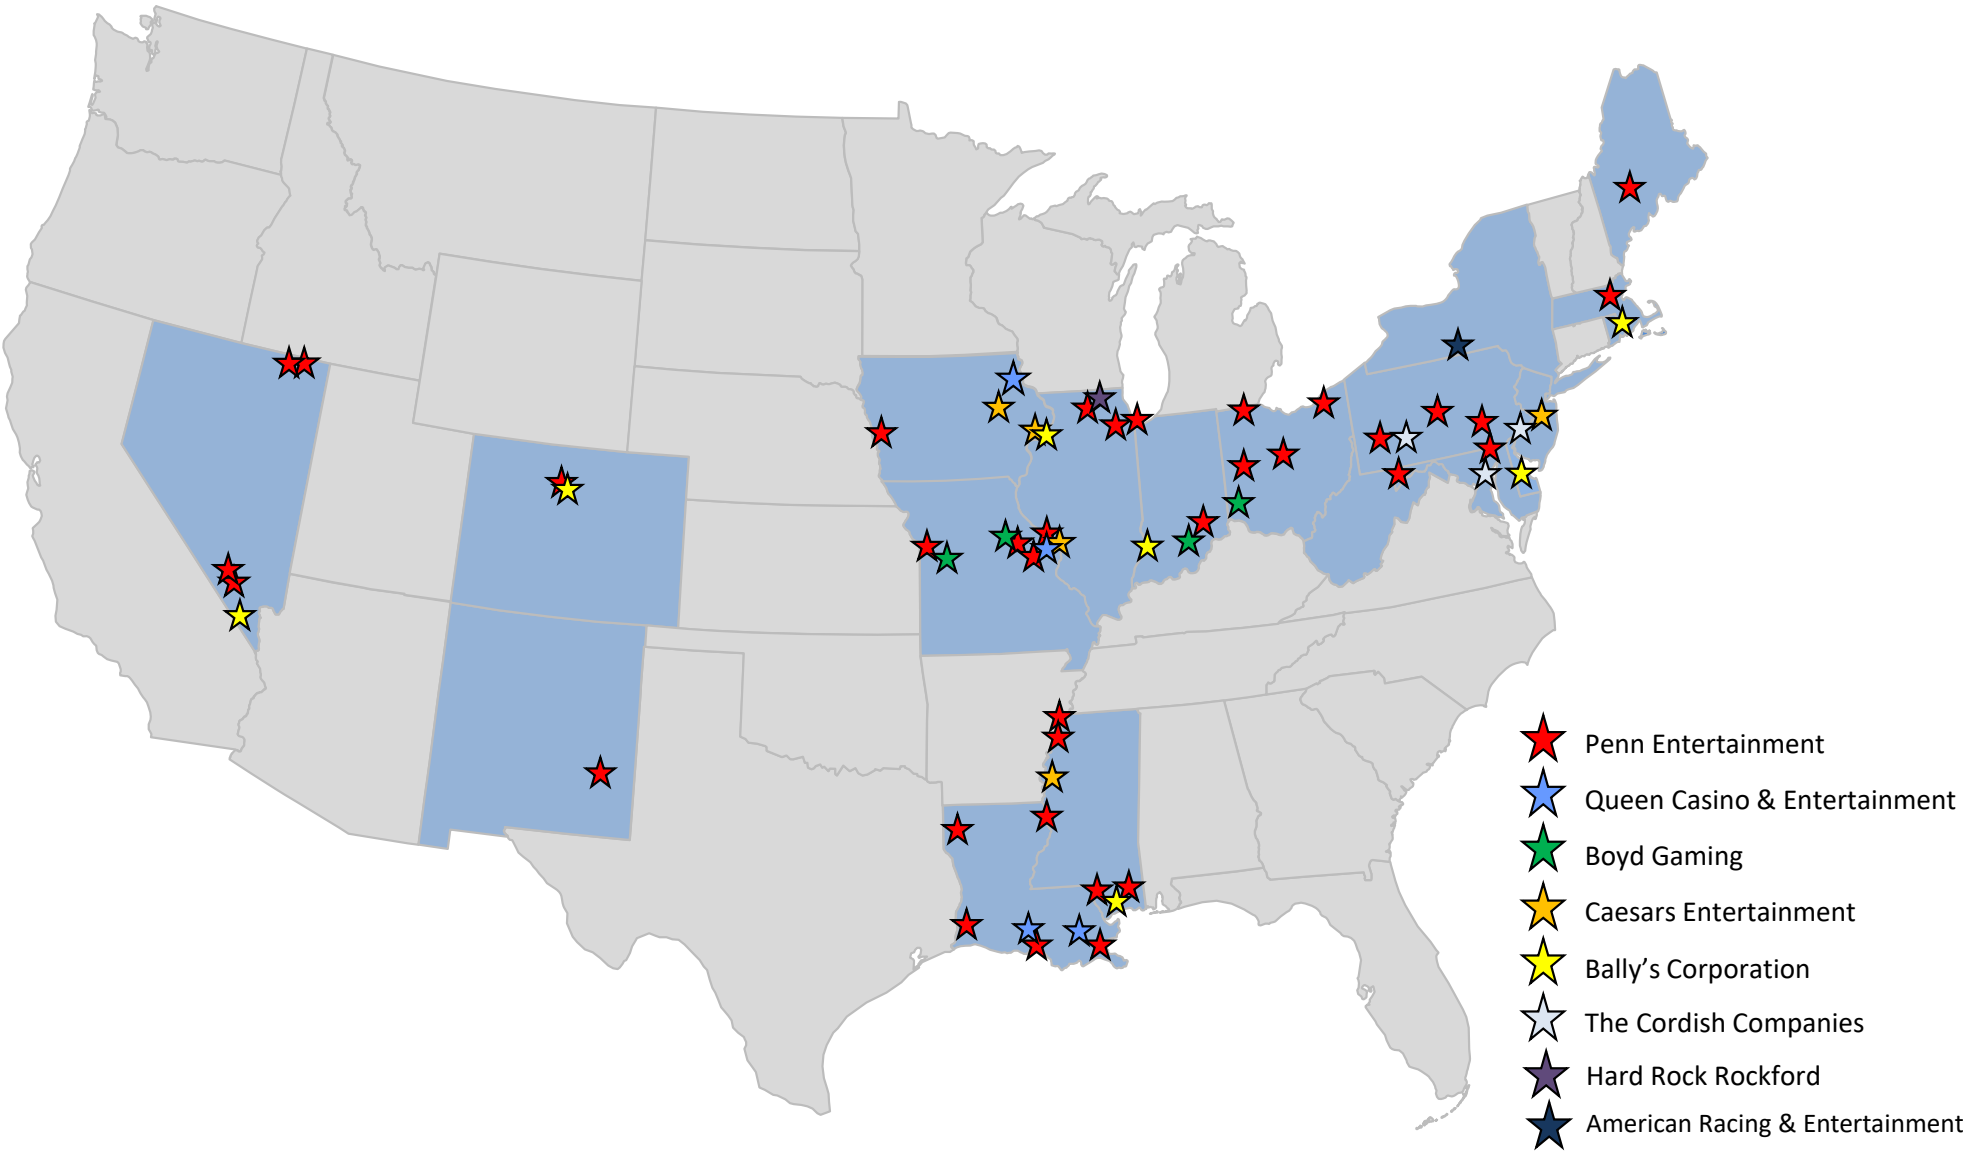 Penn Entertainment
Queen Casino & Entertainment
Boyd Gaming
Caesars Entertainment
Bally’s Corporation
The Cordish Companies
Hard Rock Rockford
American Racing & Entertainment